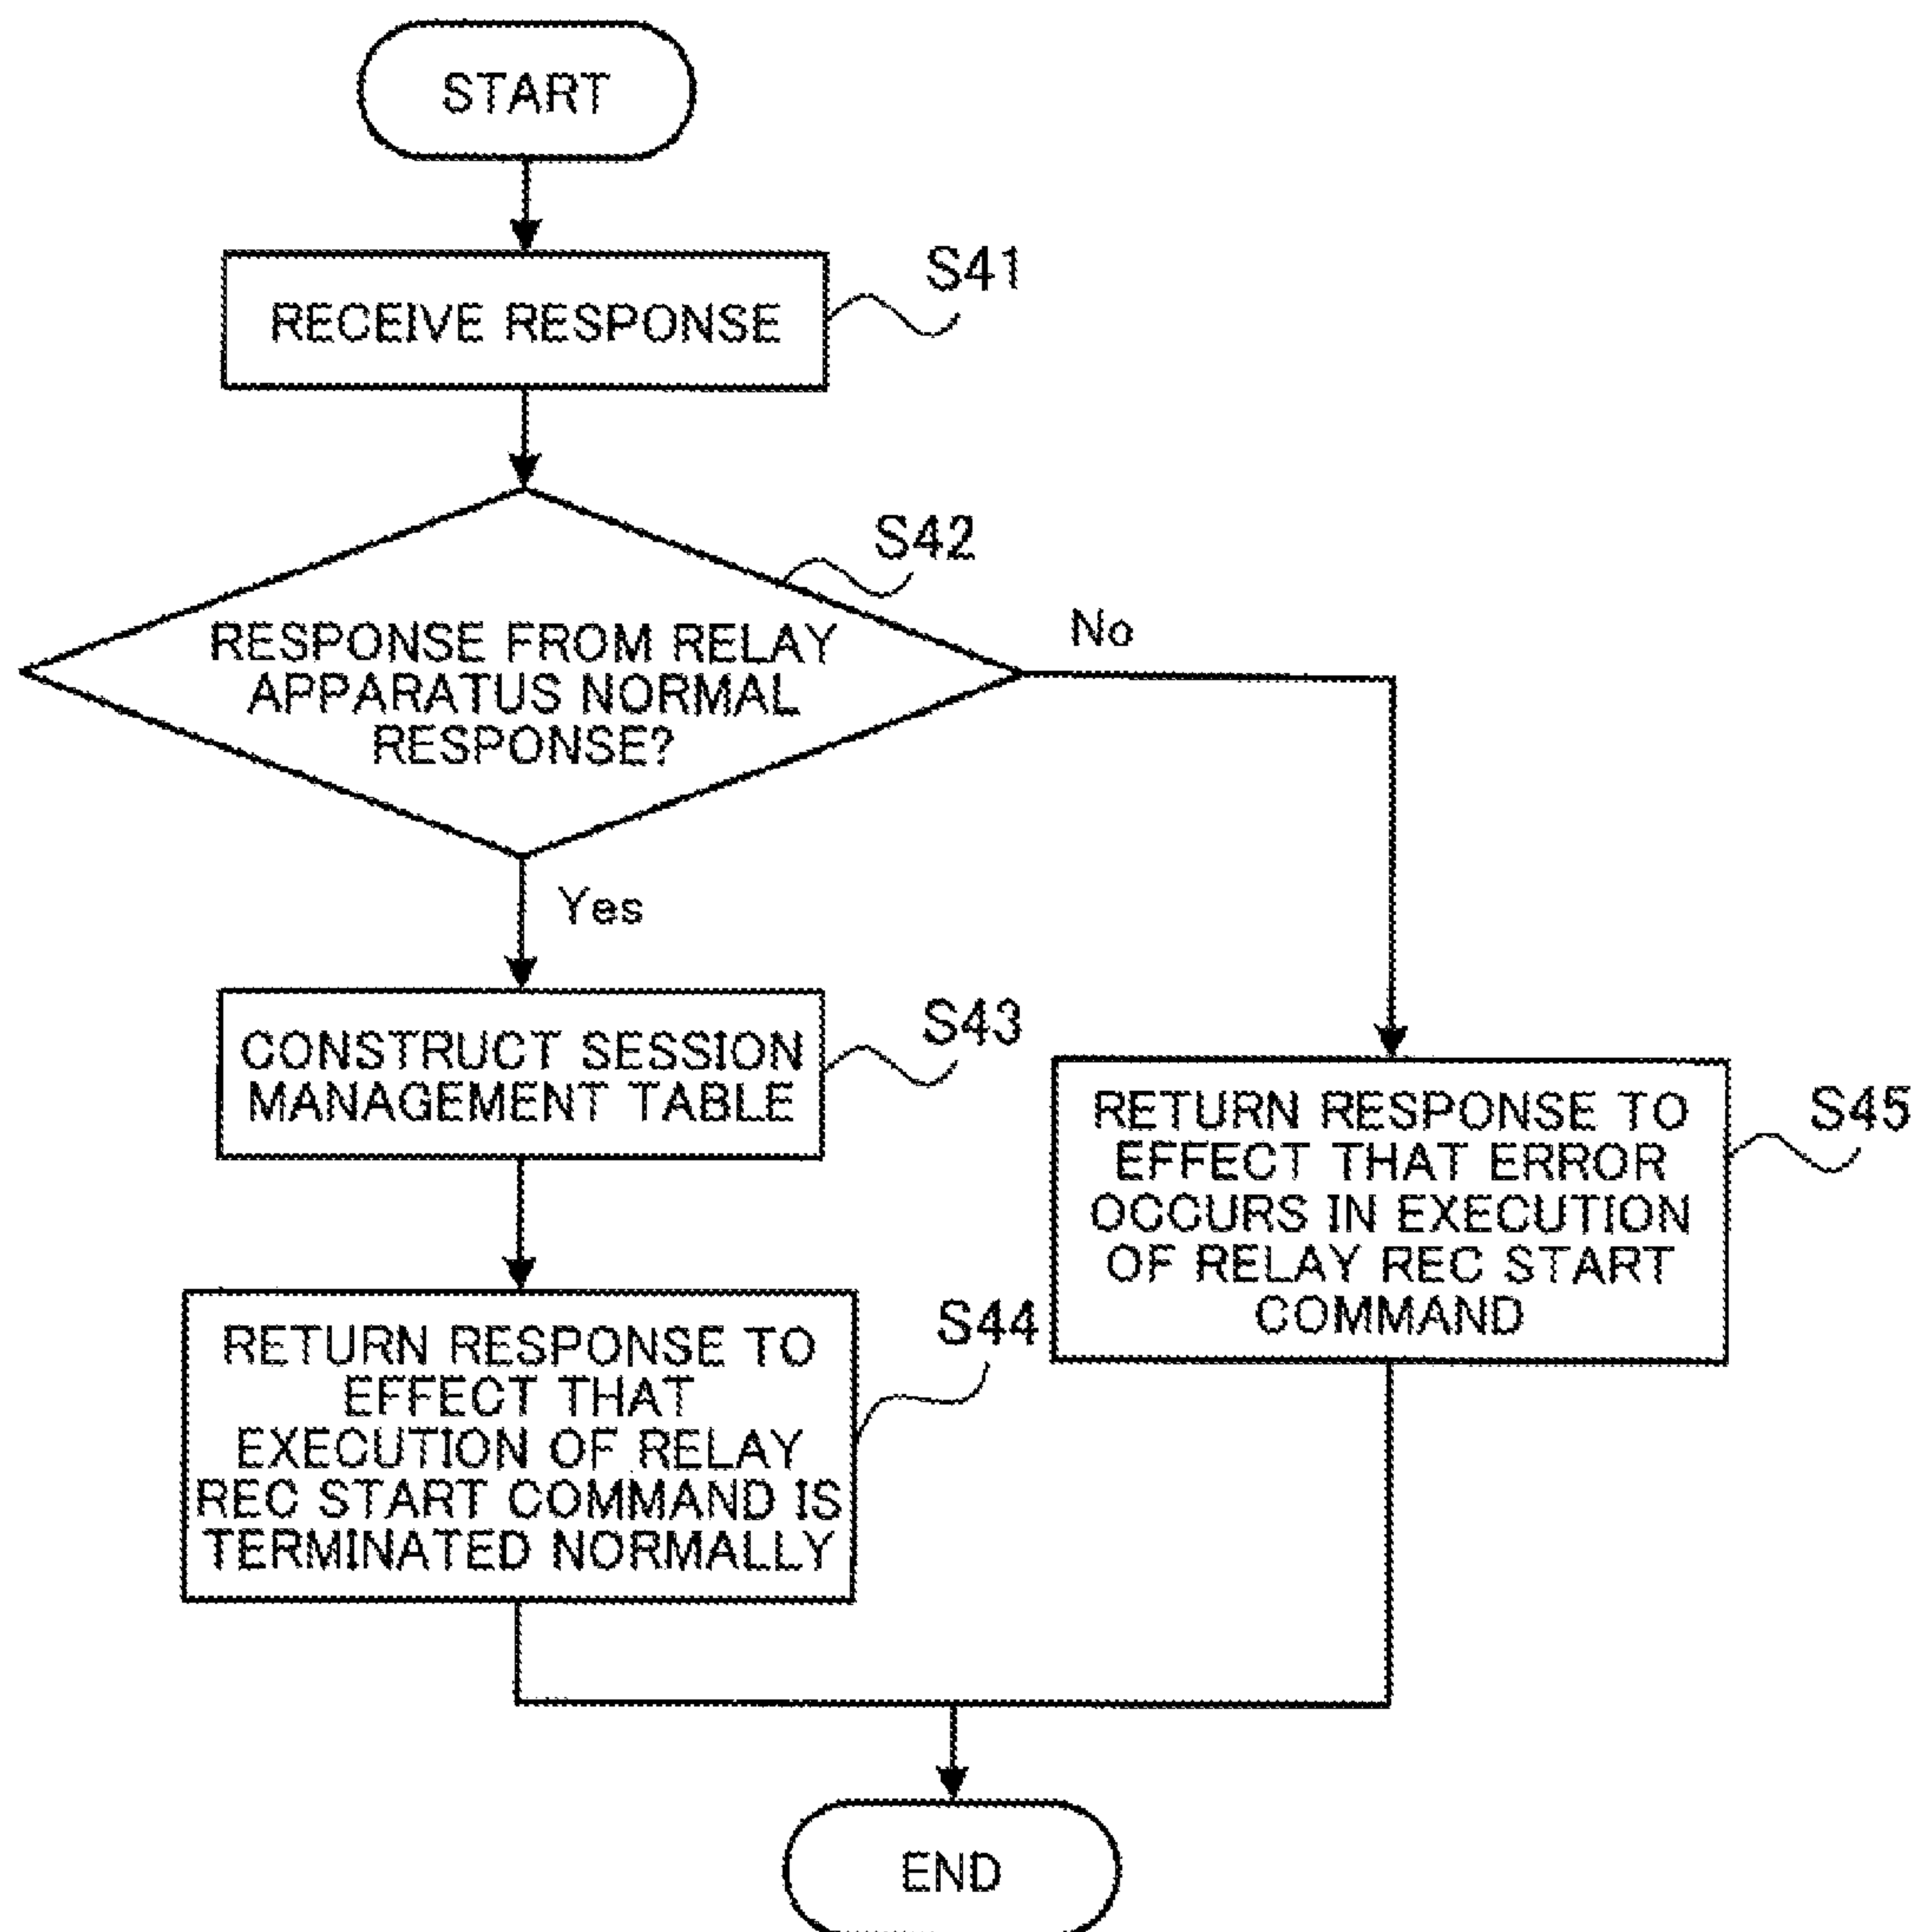 START
RECEIVE RESPONSE
S41
S42
RESPONSE FROM RELAY
APPARATUS NORMAL
RESPONSE?
No
Yes
CONSTRUCT SESSION
MANAGEMENT TABLE
S43
RETURN RESPONSE TO
EFFECT THAT ERROR
OCCURS IN EXECUTION
OF RELAY REC START
COMMAND
S45
RETURN RESPONSE TO
EFFECT THAT
EXECUTION OF RELAY
REC START COMMAND IS
TERMINATED NORMALLY
S44
END